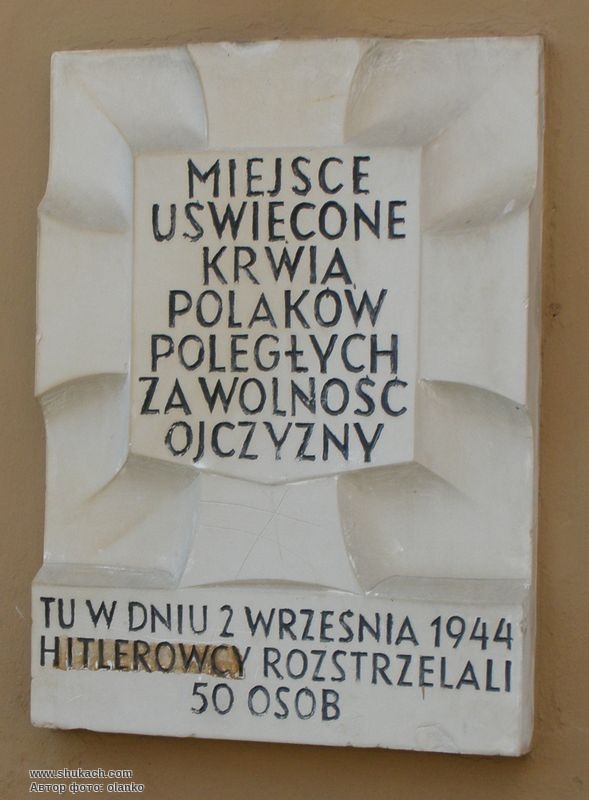 MIEJSCE
UŚWIĘCONE
KRWIĄ
POLAKÓW
POLEGŁYCH
ZA WOLNOŚĆ
OJCZYZNY
TU W DNIU 2 WRZEŚNIA 1944
HITLEROWCY ROZSTRZELALI
50 OSÓB
www.shukach.com
Автор фото: olanko